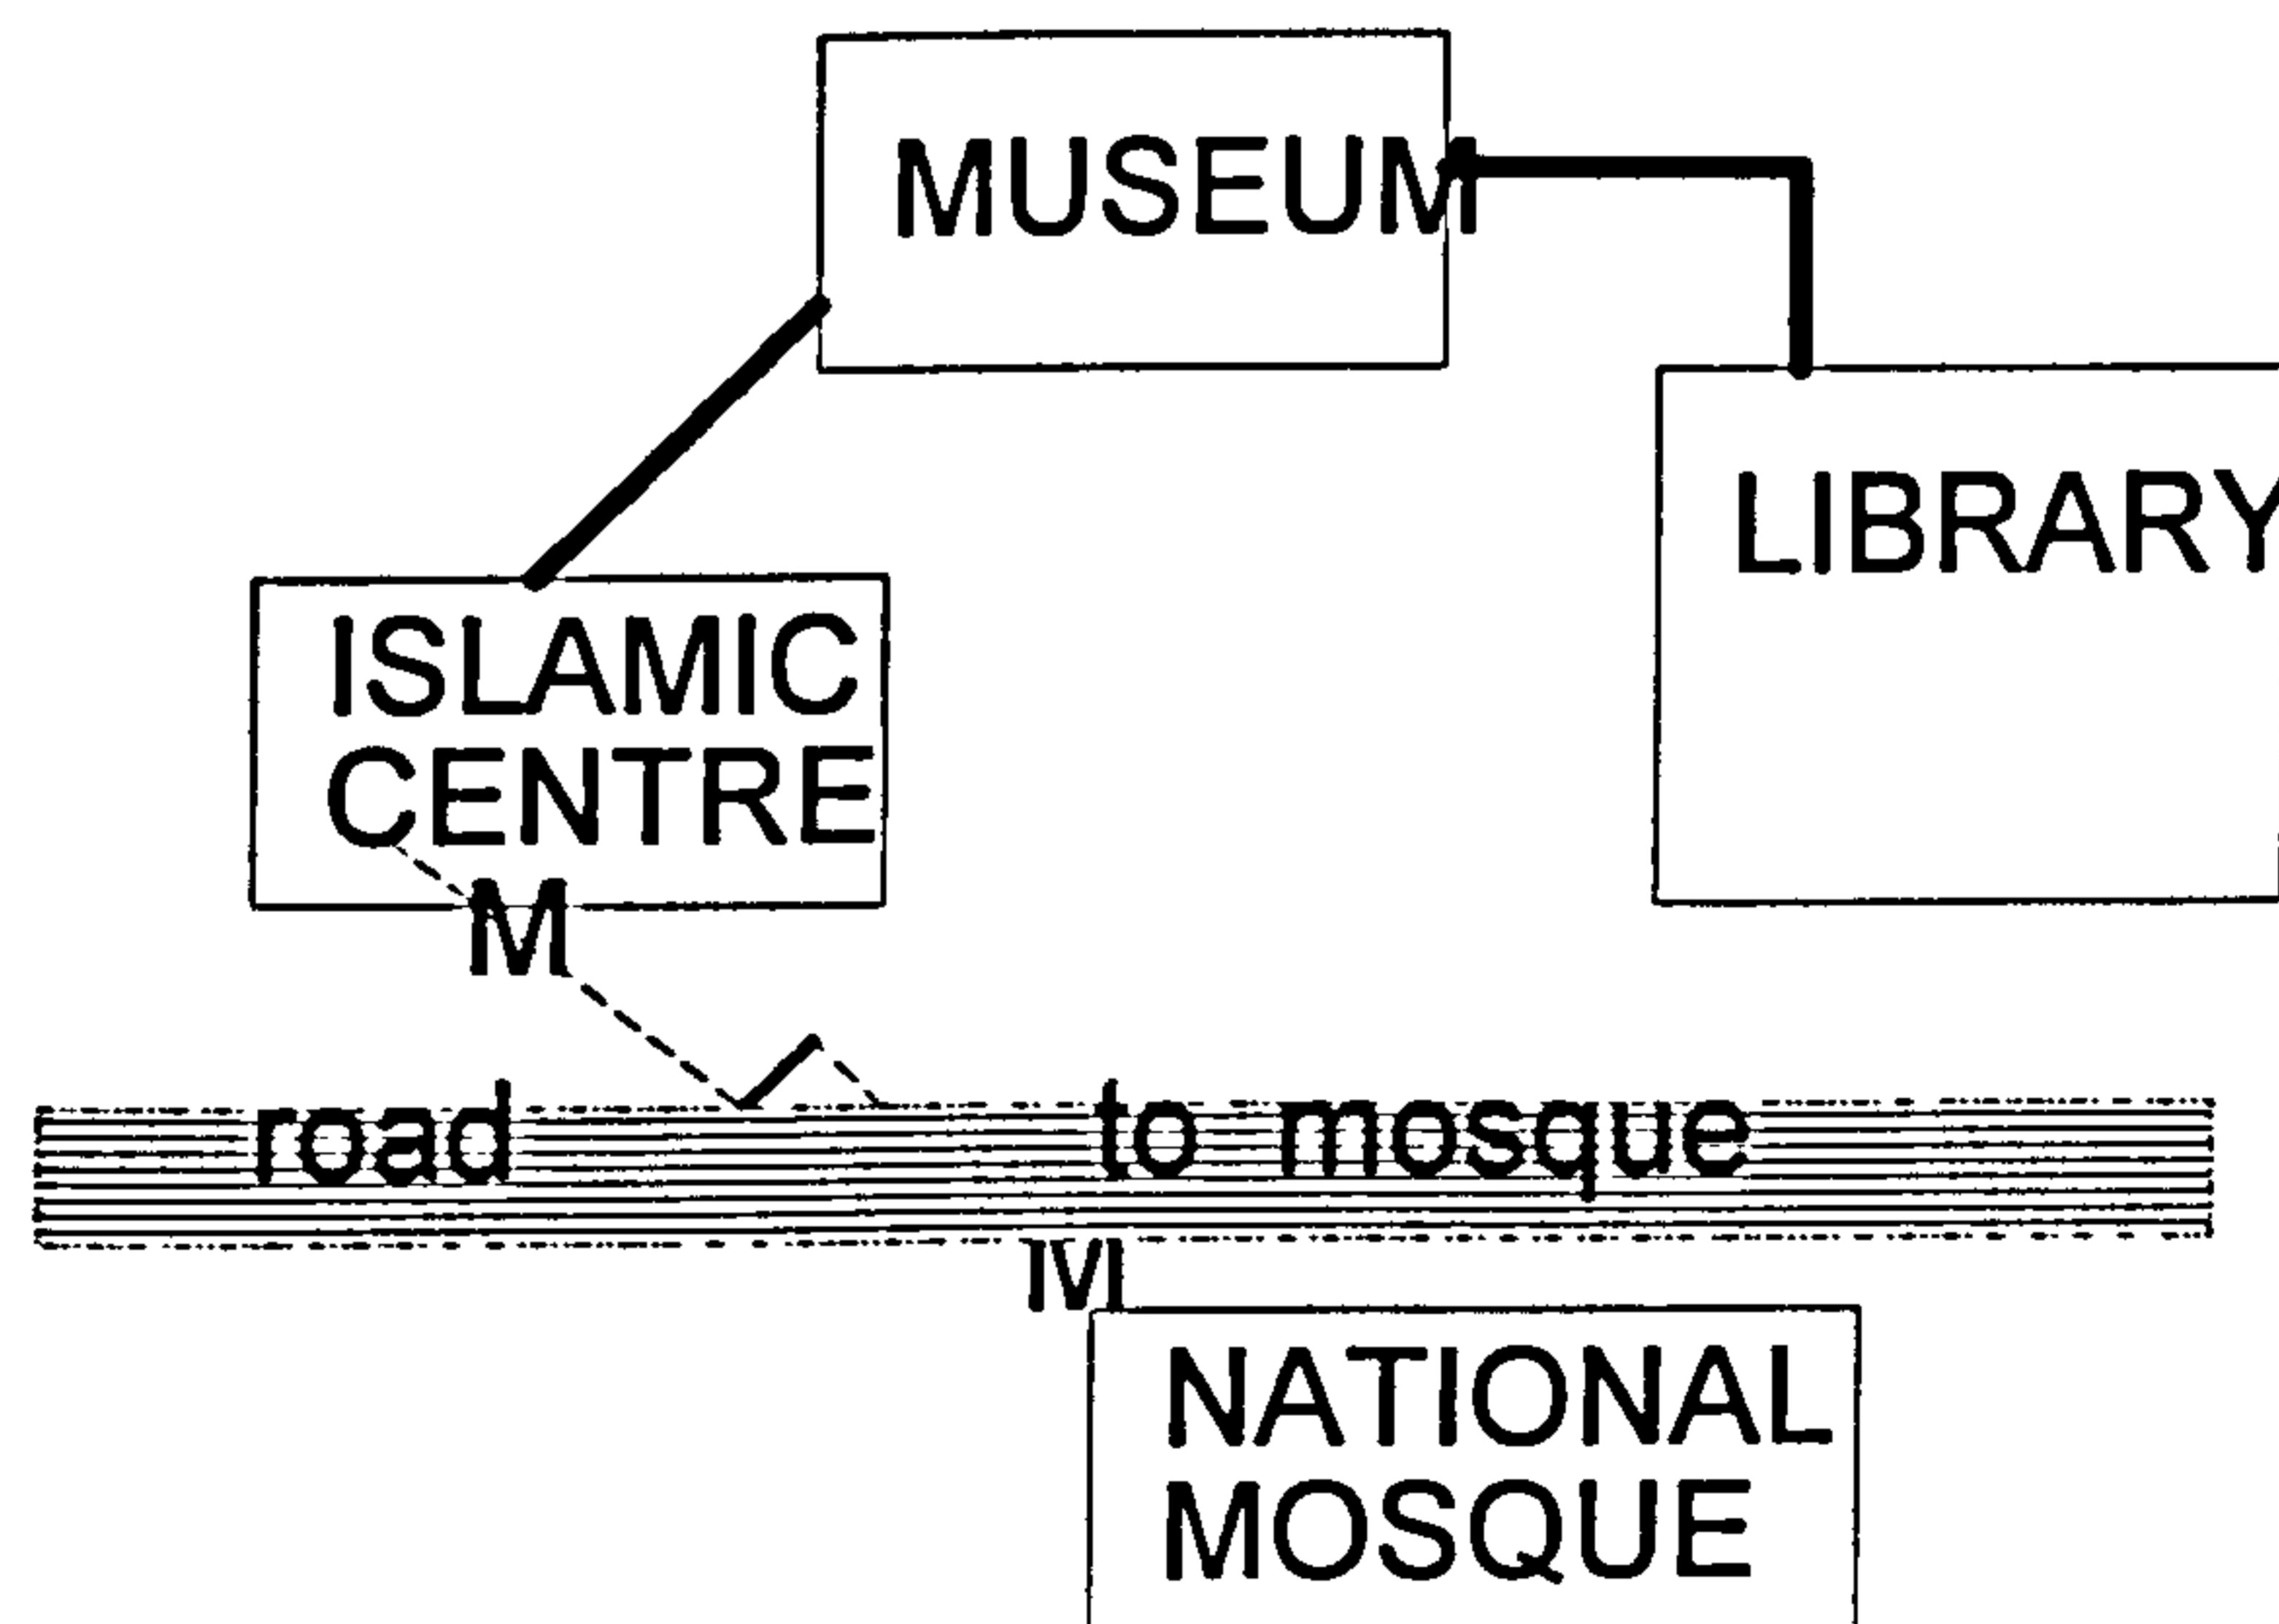 MUSEUM
LIBRARY
ISLAMIC
CENTRE
M
road to mosque
M
NATIONAL
MOSQUE